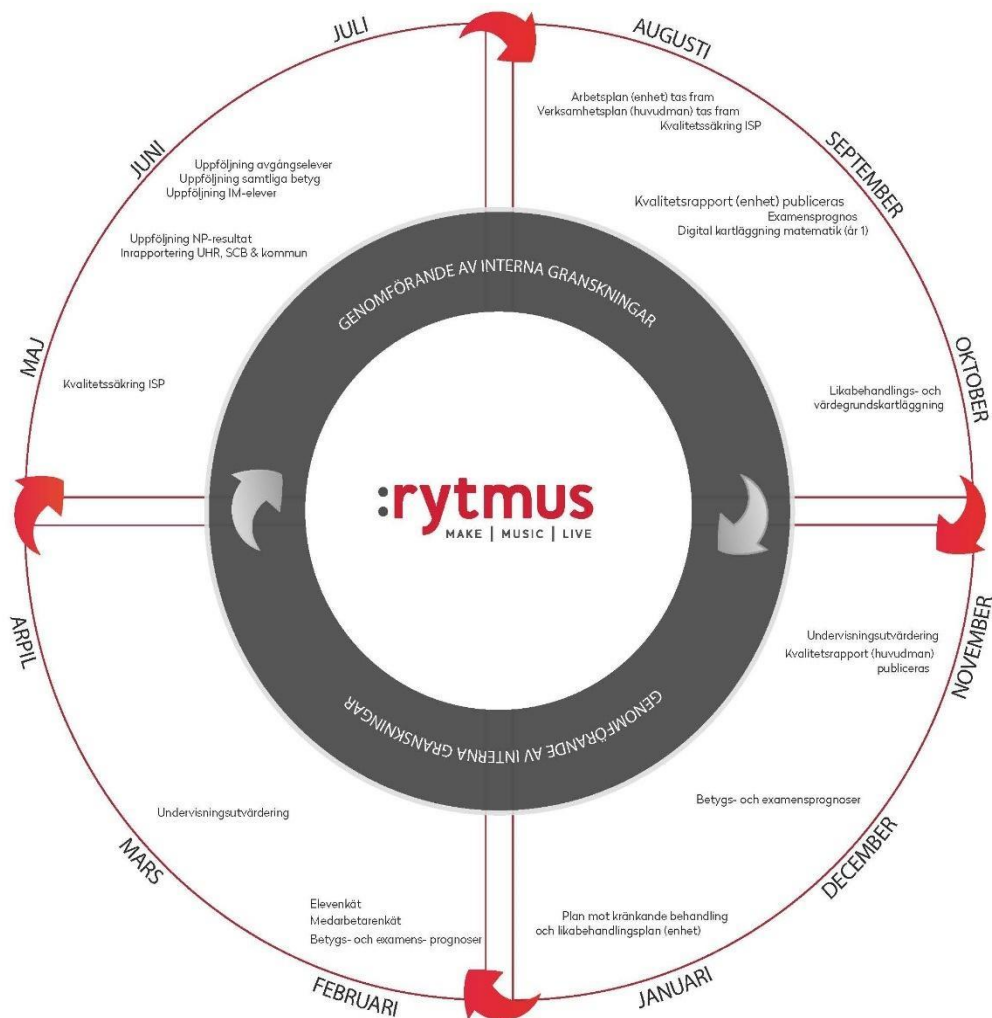 JULI
AUGUSTI
Arbetsplan (enhet) tas fram
Verksamhetsplan (huvudman) tas fram
Kvalitetssäkring ISP
JUNI
SEPTEMBER
Uppföljning avgångselever
Uppföljning samtliga betyg
Uppföljning IM-elever
Kvalitetsrapport (enhet) publiceras
Examensprognos
Digital kartläggning matematik (år 1)
Uppföljning NP-resultat
Inrapportering UHR, SCB & kommun
GENOMFÖRANDE AV INTERNA GRANSKNINGAR
MAJ
OKTOBER
Kvalitetssäkring ISP
Likabehandlings- och
värdegrundskartläggning
:rytmus
MAKE | MUSIC | LIVE
ARPIL
NOVEMBER
Undervisningsutvärdering
Kvalitetsrapport (huvudman)
publiceras
GENOMFÖRANDE AV INTERNA GRANSKNINGAR
Undervisningsutvärdering
Betygs- och examensprognoser
MARS
DECEMBER
Elevenkät
Medarbetarenkät
Betygs- och examens- prognoser
Plan mot kränkande behandling
och likabehandlingsplan (enhet)
FEBRUARI
JANUARI